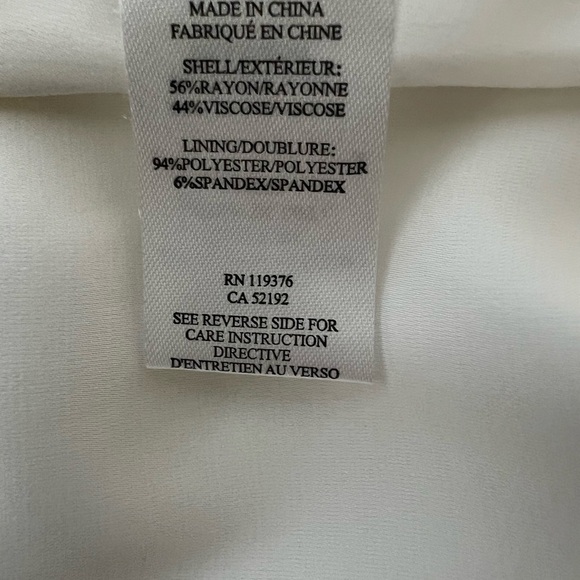 MADE IN CHINA
FABRIQUÉ EN CHINE
SHELL/EXTÉRIEUR:
56%RAYON/RAYONNE
44%VISCOSE/VISCOSE
LINING/DOUBLURE:
94%POLYESTER/POLYESTER
6%SPANDEX/SPANDEX
RN 119376
CA 52192
SEE REVERSE SIDE FOR
CARE INSTRUCTION
DIRECTIVE
D'ENTRETIEN AU VERSO